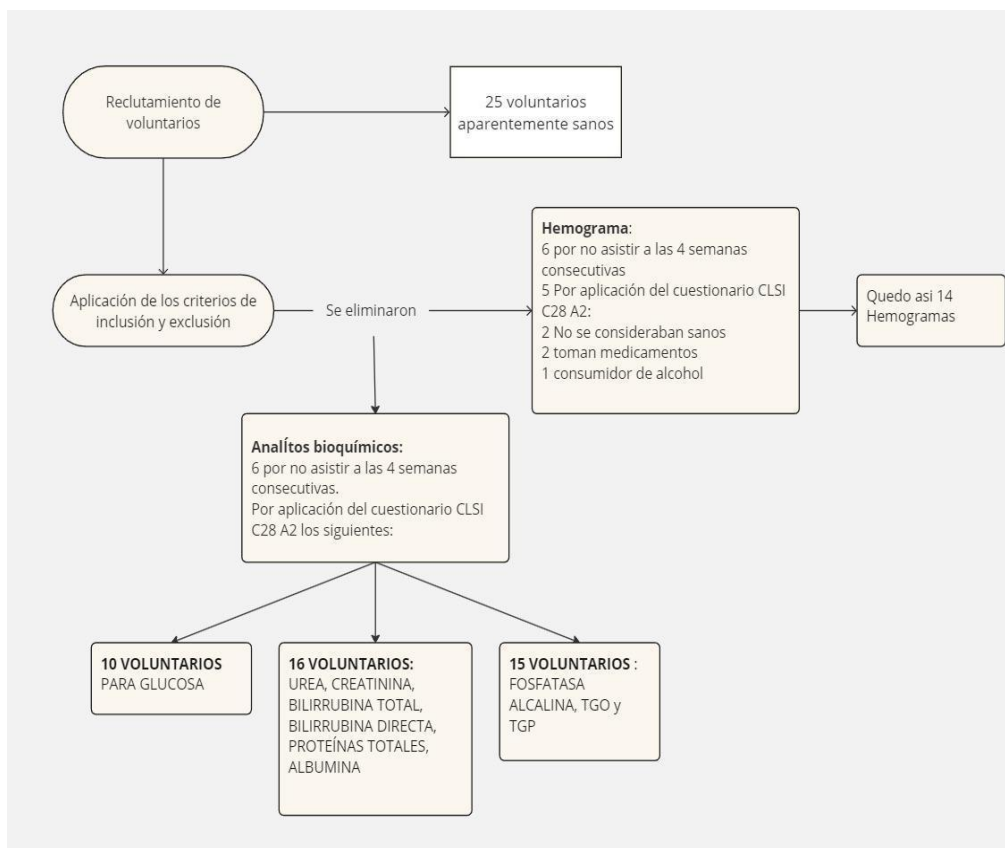 Reclutamiento de
voluntarios
25 voluntarios
aparentemente sanos
Aplicación de los criterios de
inclusión y exclusión
Se eliminaron
Hemograma:
6 por no asistir a las 4 semanas
consecutivas
5 Por aplicación del cuestionario CLSI
C28 A2:
2 No se consideraban sanos
2 toman medicamentos
1 consumidor de alcohol
Quedo asi 14
Hemogramas
AnalÍtos bioquímicos:
6 por no asistir a las 4 semanas
consecutivas.
Por aplicación del cuestionario CLSI
C28 A2 los siguientes:
10 VOLUNTARIOS
PARA GLUCOSA
16 VOLUNTARIOS:
UREA, CREATININA,
BILIRRUBINA TOTAL,
BILIRRUBINA DIRECTA,
PROTEÍNAS TOTALES,
ALBUMINA
15 VOLUNTARIOS :
FOSFATASA
ALCALINA, TGO y
TGP